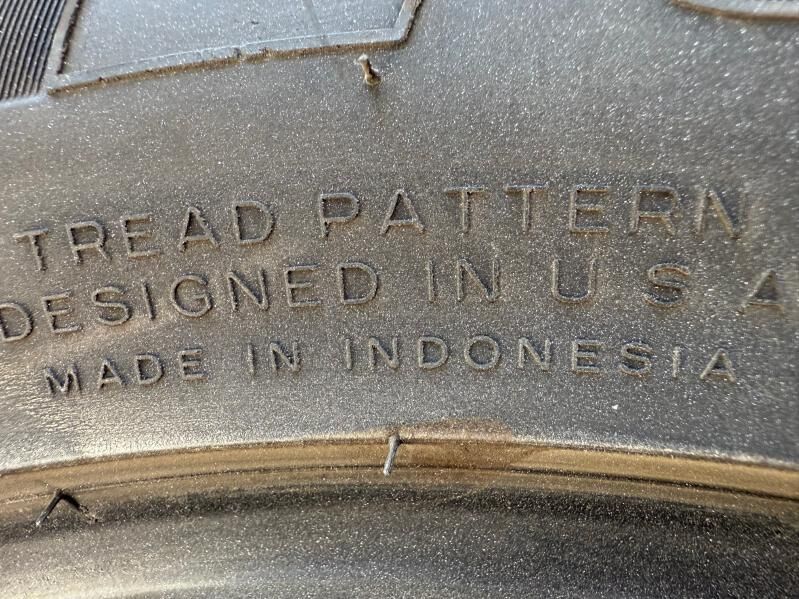 TREAD PATTERN
DESIGNED IN U S A
MADE IN INDONESIA